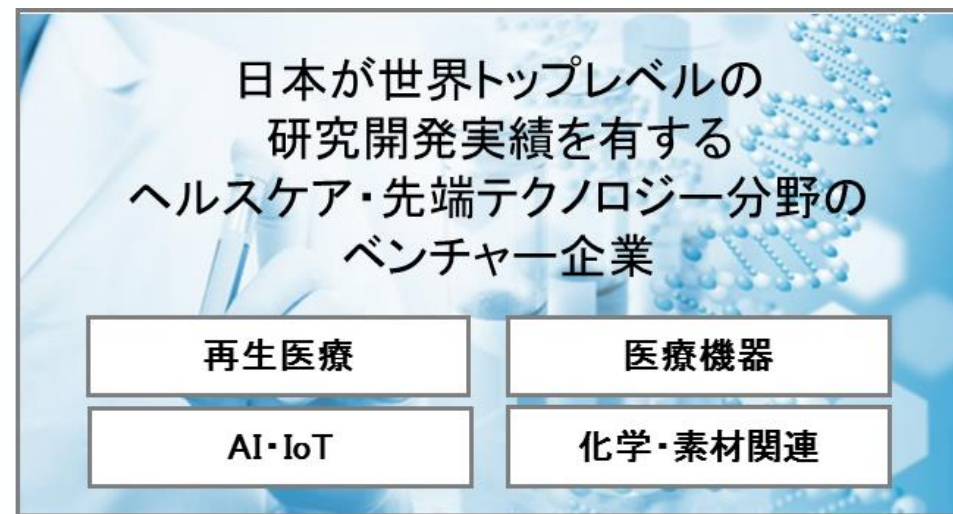 日本が世界トップレベルの
研究開発実績を有する
ヘルスケア・先端テクノロジー分野の
ベンチャー企業
再生医療
医療機器
AI・IoT
化学・素材関連